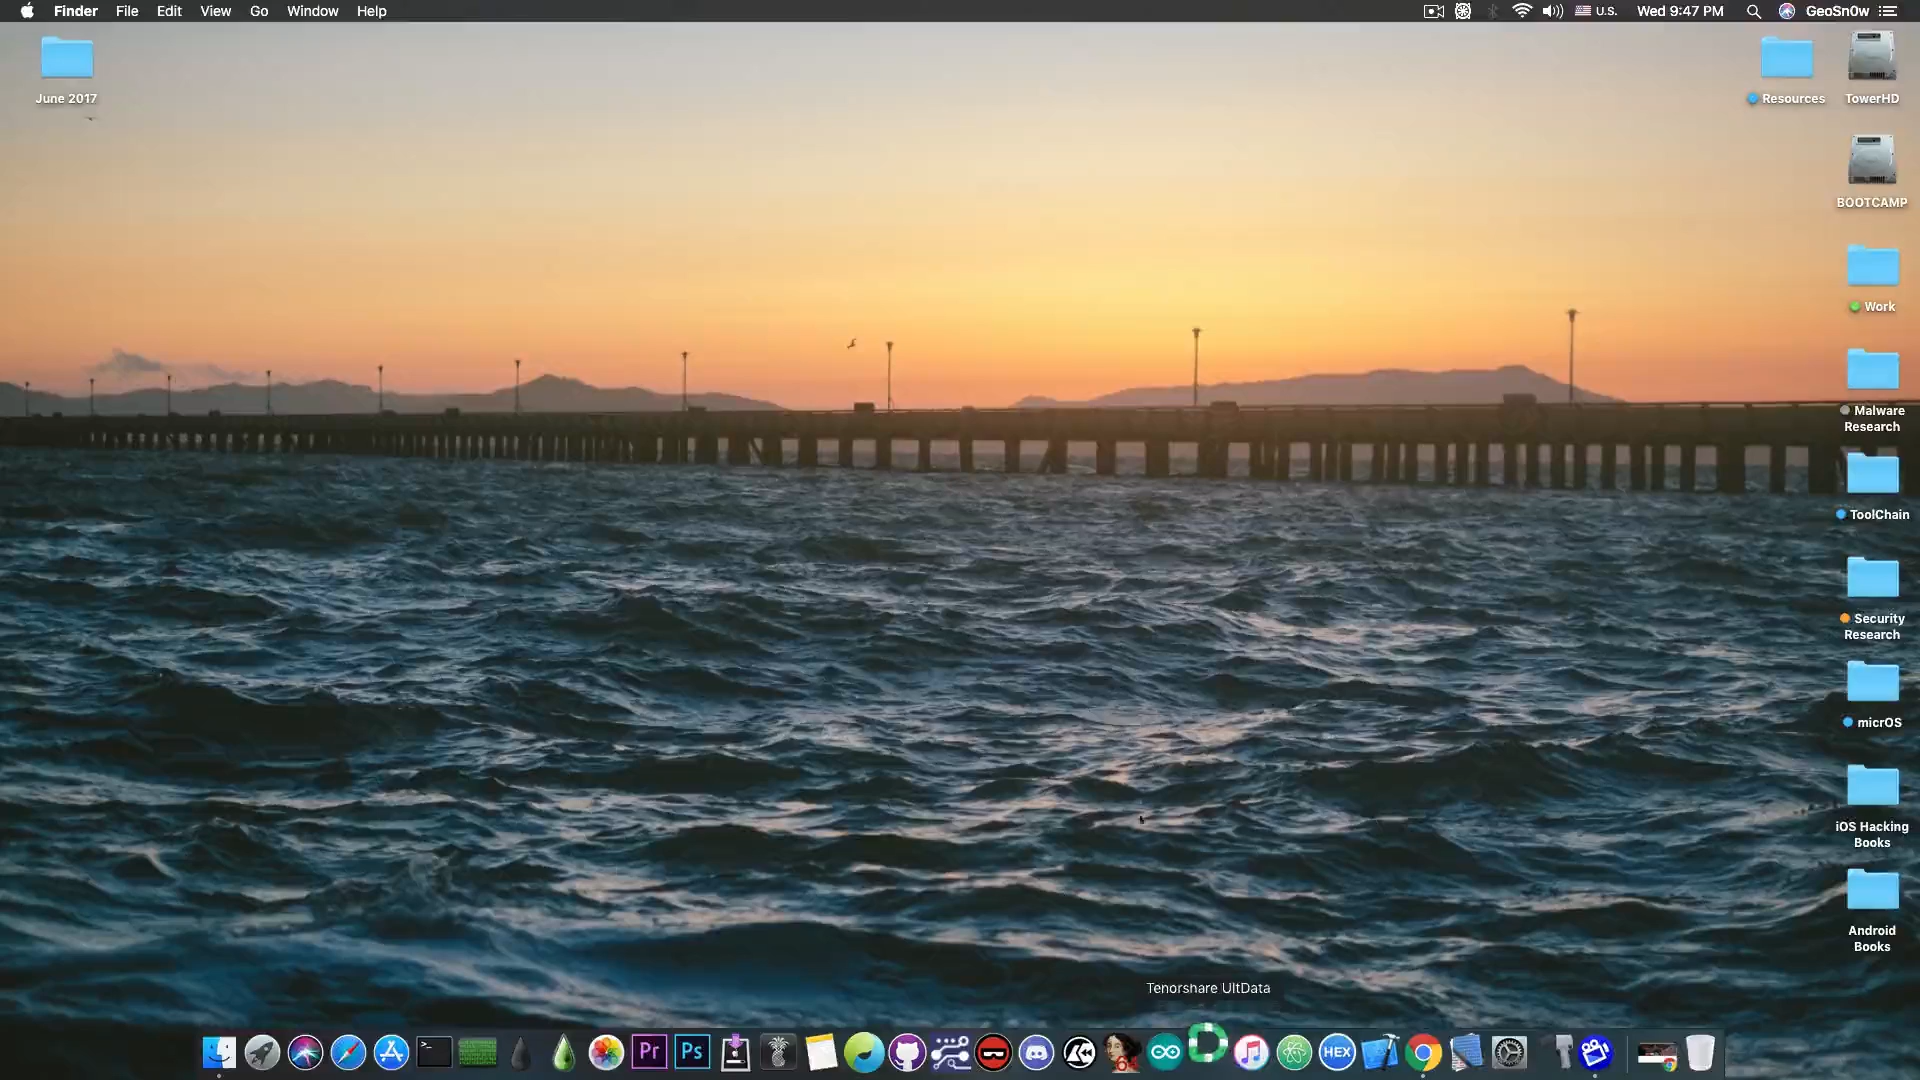 Finder File Edit View Go Window Help
U.S. Wed 9:47 PM GeoSn0w
June 2017
Resources
TowerHD
BOOTCAMP
Work
Malware
Research
ToolChain
Security
Research
micrOS
iOS Hacking
Books
Android
Books
Tenorshare UltData
>_
Pr
Ps
64
HEX